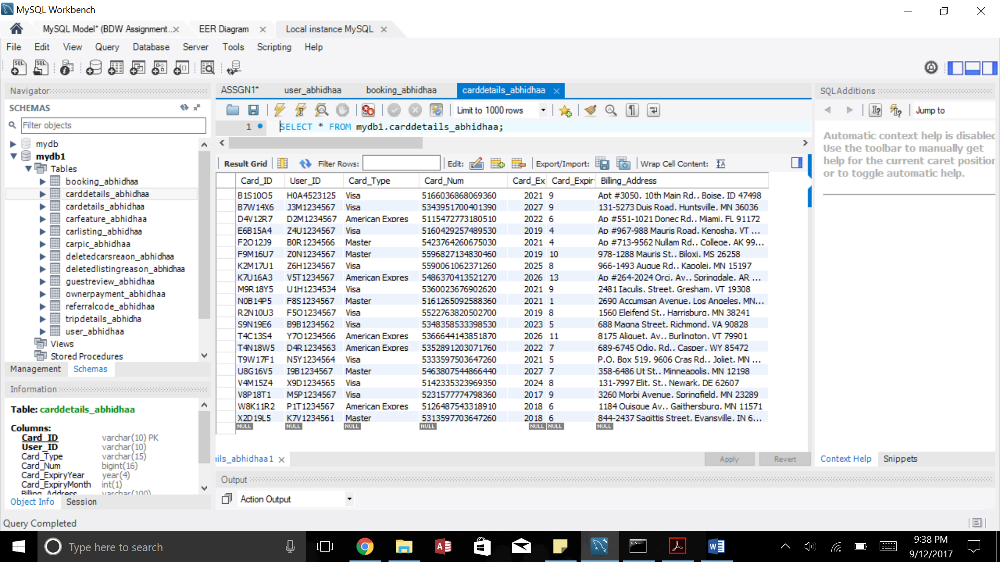 MySQL Workbench
MySQL Model* (BDW Assignment.. EER Diagram Local instance MySQL
File Edit View Query Database Server Tools Scripting Help
Navigator
SCHEMAS
Filter objects
mydb
mydb1
Tables
booking_abhidhaa
carddetails_abhidhaa
cardetails_abhidhaa
carfeature_abhidhaa
carlisting_abhidhaa
carpic_abhidhaa
deletedcarsreaon_abhidhaa
deletedlistingreason_abhidhaa
guestreview_abhidhaa
ownerpayment_abhidhaa
referralcode_abhidhaa
tripdetails_abhidha
user_abhidhaa
Views
Stored Procedures
Management Schemas
Information
Table: carddetails_abhidhaa
Columns:
Card_ID varchar(10) PK
User_ID varchar(10)
Card_Type varchar(15)
Card_Num bigint(16)
Card_ExpiryYear year(4)
Card_ExpiryMonth int(1)
Billing_Address varchar(100)
Object Info Session
ASSGN1* user_abhidhaa booking_abhidhaa carddetails_abhidhaa
Limit to 1000 rows
1 SELECT * FROM mydb1.carddetails_abhidhaa;
Result Grid Filter Rows: Edit: Export/Import: Wrap Cell Content:
Card_ID User_ID Card_Type Card_Num Card_Ex Card_Expir Billing_Address
B1S10O5 H0A4523125 Visa 5166036868069360 2021 9 Apt #3050, 10th Main Rd., Boise, ID 47498
B7W14X6 J3M1234567 Visa 5343951700401390 2027 9 131-5273 Duis Road, Huntsville, MN 36036
D4V12R7 D2M1234567 American Expres 5115472773180510 2022 6 Ap #551-1021 Donec Rd., Miami, FL 91172
E6B15A4 Z4U1234567 Visa 5160429257489530 2019 4 Ap #967-988 Mauris Road, Kenosha, VT ...
F2O12J9 B0R1234566 Master 5423764260675030 2021 4 Ap #713-9562 Nullam Rd., College, AK 99...
F9M16U7 Z0N1234567 Master 5596827134830460 2019 10 978-1288 Mauris St., Biloxi, MS 26258
K2M17U1 Z6H1234567 Visa 5590061062371260 2025 8 966-1493 Augue Rd., Kapolei, MN 15197
K7U16A3 V5T1234567 American Expres 5486370413521270 2026 13 Ap #264-2024 Orci, Av., Springdale, AR ...
M9R18Y5 U1H1234534 Visa 5360023676902620 2021 9 2481 Iaculis, Street, Gresham, VT 19308
N0B14P5 F8S1234567 Master 5161265092588360 2021 1 2690 Accumsan Avenue, Los Angeles, MN...
R2N10U3 F5O1234567 Visa 5522763820502700 2019 8 1560 Eleifend St., Harrisburg, MN 38241
S9N19E6 B9B1234562 Visa 5348358533398530 2023 5 688 Magna Street, Richmond, VA 90828
T4C13S4 Y7O1234566 American Expres 5366644143851870 2026 11 8175 Aliquet, Av., Burlington, VT 79901
T4N18W5 D4R1234563 American Expres 5352891203071760 2022 7 689-6745 Odio, Rd., Casper, WY 85472
T9W17F1 N5Y1234564 Visa 5333597503647260 2021 5 P.O. Box 519, 9606 Cras Rd., Joliet, MN ...
U8G16V5 I9B1234567 Master 5463807544866440 2027 7 358-6486 Ut St., Minneapolis, MN 12198
V4M15Z4 X9D1234565 Visa 5142335323969350 2024 8 131-7997 Elit, St., Newark, DE 62607
V8P18T1 M5P1234567 Visa 5231577774798360 2017 9 3260 Morbi Avenue, Springfield, MN 23289
W8K11R2 P1T1234567 American Expres 5126487543318910 2018 6 1184 Quisque Av., Gaithersburg, MN 11571
X2D19L5 K7V1234561 Master 5313597703647260 2018 6 844-2437 Sagittis Street, Evansville, IN 6...
NULL NULL NULL NULL NULL NULL NULL
ils_abhidhaa1 Apply Revert
Output
Action Output
SQLAdditions
Jump to
Automatic context help is disabled
Use the toolbar to manually get
help for the current caret position
or to toggle automatic help.
Context Help Snippets
Query Completed
Type here to search
9:38 PM
9/12/2017